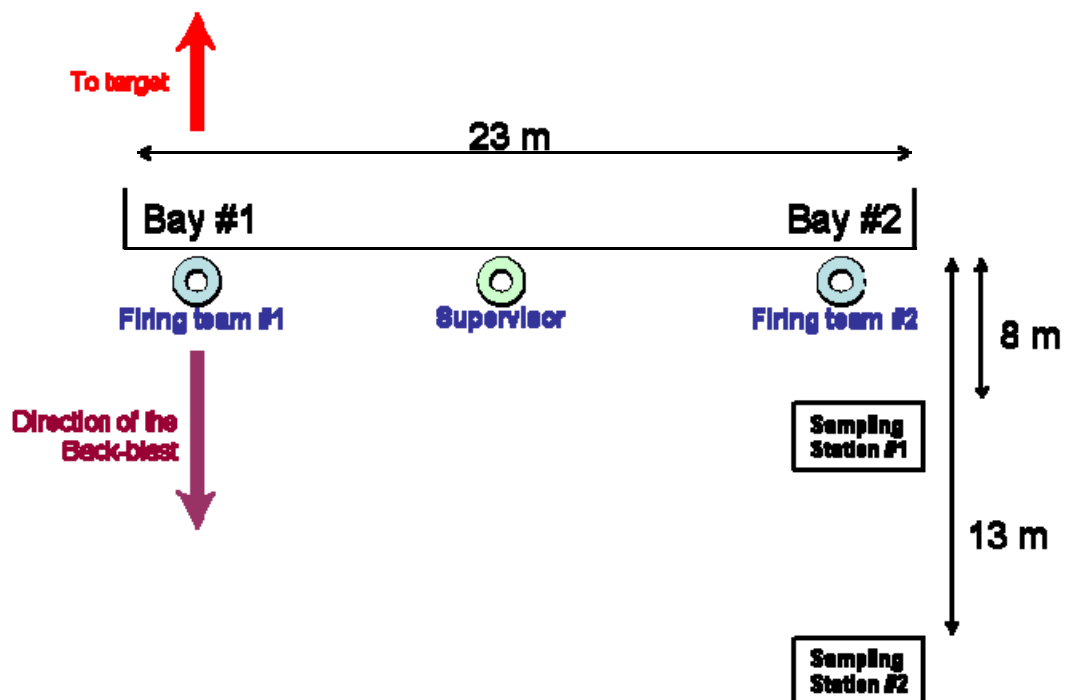 To target
23 m
Bay #1
Bay #2
Firing team #1
Supervisor
Firing team #2
8 m
Direction of the
Back-blast
Sampling
Station #1
13 m
Sampling
Station #2